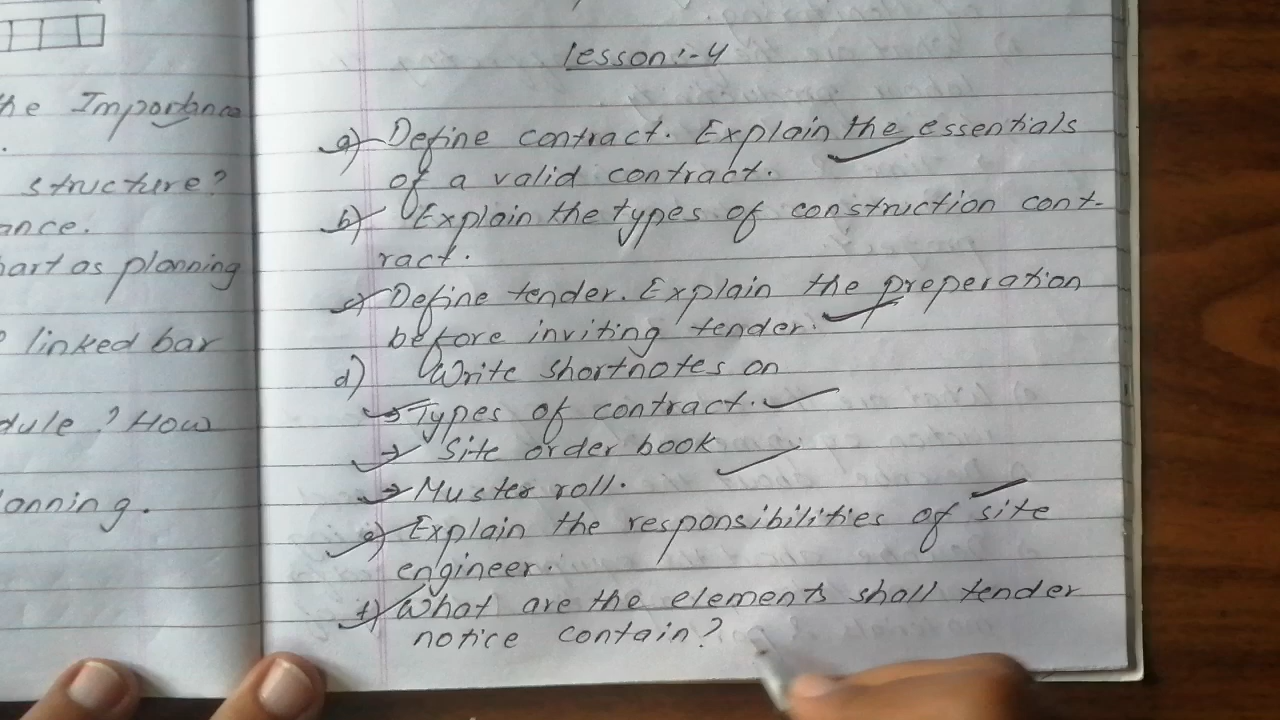 he Importance
structure?
ance.
hart as planning
linked bar
dule? How
lanning.
Lesson:-4
a) Define contract. Explain the essentials
of a valid contract.
b) Explain the types of construction cont-
ract.
c) Define tender. Explain the preperation
before inviting tender.
d) Write shortnotes on
→ Types of contract.
→ Site order book
→ Muster roll.
e) Explain the responsibilities of site
engineer.
f) What are the elements shall tender
notice contain?